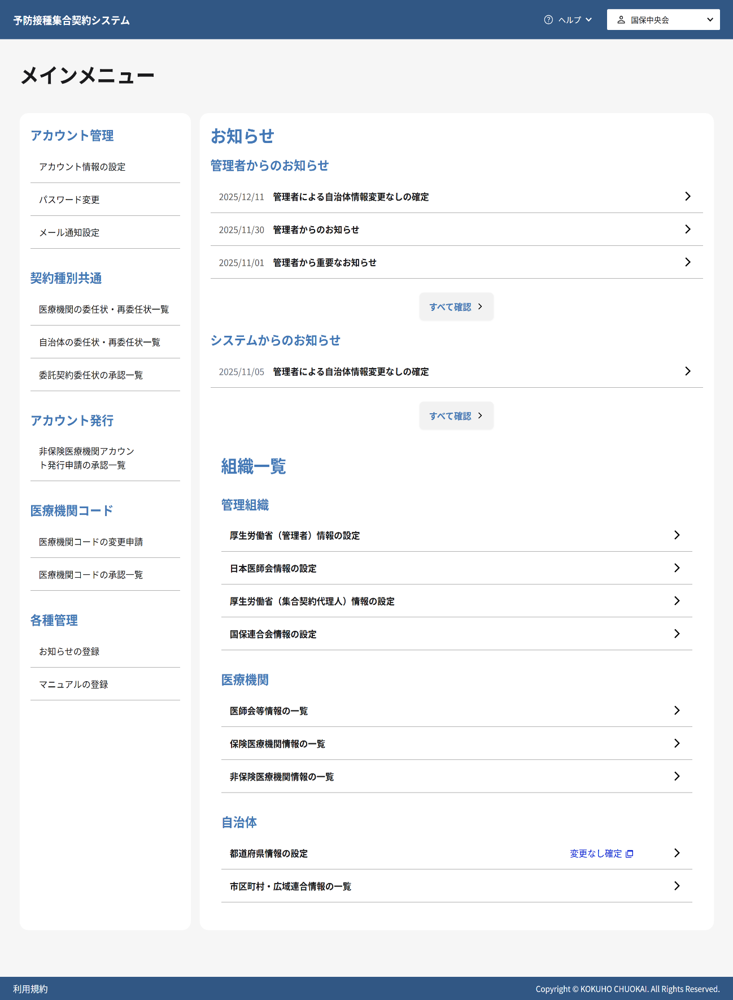 予防接種集合契約システム
ヘルプ
国保中央会
メインメニュー
アカウント管理
アカウント情報の設定
パスワード変更
メール通知設定
契約種別共通
医療機関の委任状・再委任状一覧
自治体の委任状・再委任状一覧
委託契約委任状の承認一覧
アカウント発行
非保険医療機関アカウン
ト発行申請の承認一覧
医療機関コード
医療機関コードの変更申請
医療機関コードの承認一覧
各種管理
お知らせの登録
マニュアルの登録
お知らせ
管理者からのお知らせ
2025/12/11 管理者による自治体情報変更なしの確定
2025/11/30 管理者からのお知らせ
2025/11/01 管理者から重要なお知らせ
すべて確認
システムからのお知らせ
2025/11/05 管理者による自治体情報変更なしの確定
すべて確認
組織一覧
管理組織
厚生労働省（管理者）情報の設定
日本医師会情報の設定
厚生労働省（集合契約代理人）情報の設定
国保連合会情報の設定
医療機関
医師会等情報の一覧
保険医療機関情報の一覧
非保険医療機関情報の一覧
自治体
都道府県情報の設定 変更なし確定
市区町村・広域連合情報の一覧
利用規約
Copyright © KOKUHO CHUOKAI. All Rights Reserved.